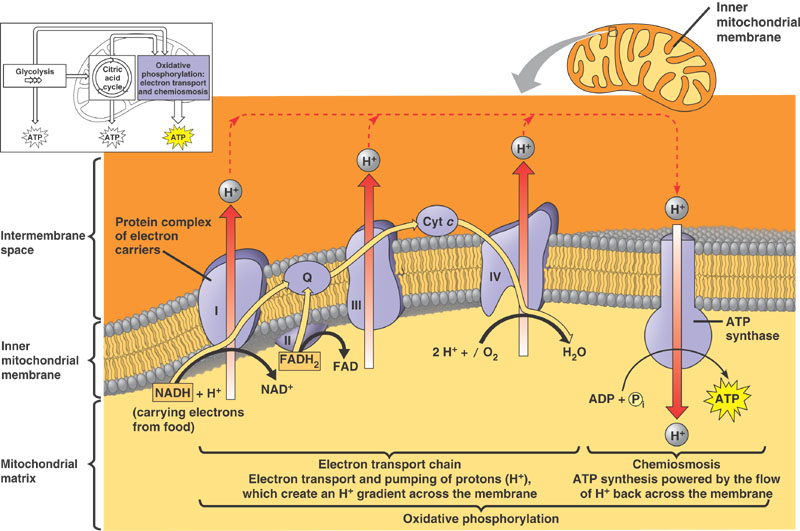 Inner
mitochondrial
membrane
Glycolysis
Citric
acid
cycle
Oxidative
phosphorylation:
electron transport
and chemiosmosis
ATP
ATP
ATP
H+
H+
H+
H+
Intermembrane
space
Protein complex
of electron
carriers
Cyt c
Q
I
II
III
IV
Inner
mitochondrial
membrane
FADH2
FAD
2 H+ + / O2
H2O
ATP
synthase
NADH + H+
NAD+
(carrying electrons
from food)
ADP + Pi
ATP
H+
Mitochondrial
matrix
Electron transport chain
Electron transport and pumping of protons (H+),
which create an H+ gradient across the membrane
Chemiosmosis
ATP synthesis powered by the flow
of H+ back across the membrane
Oxidative phosphorylation